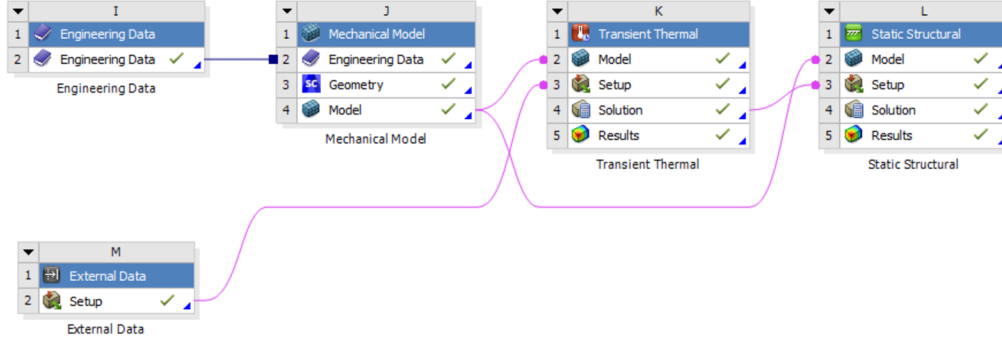 I
1 Engineering Data
2 Engineering Data
Engineering Data
J
1 Mechanical Model
2 Engineering Data
3 SC Geometry
4 Model
Mechanical Model
K
1 Transient Thermal
2 Model
3 Setup
4 Solution
5 Results
Transient Thermal
L
1 Static Structural
2 Model
3 Setup
4 Solution
5 Results
Static Structural
M
1 External Data
2 Setup
External Data